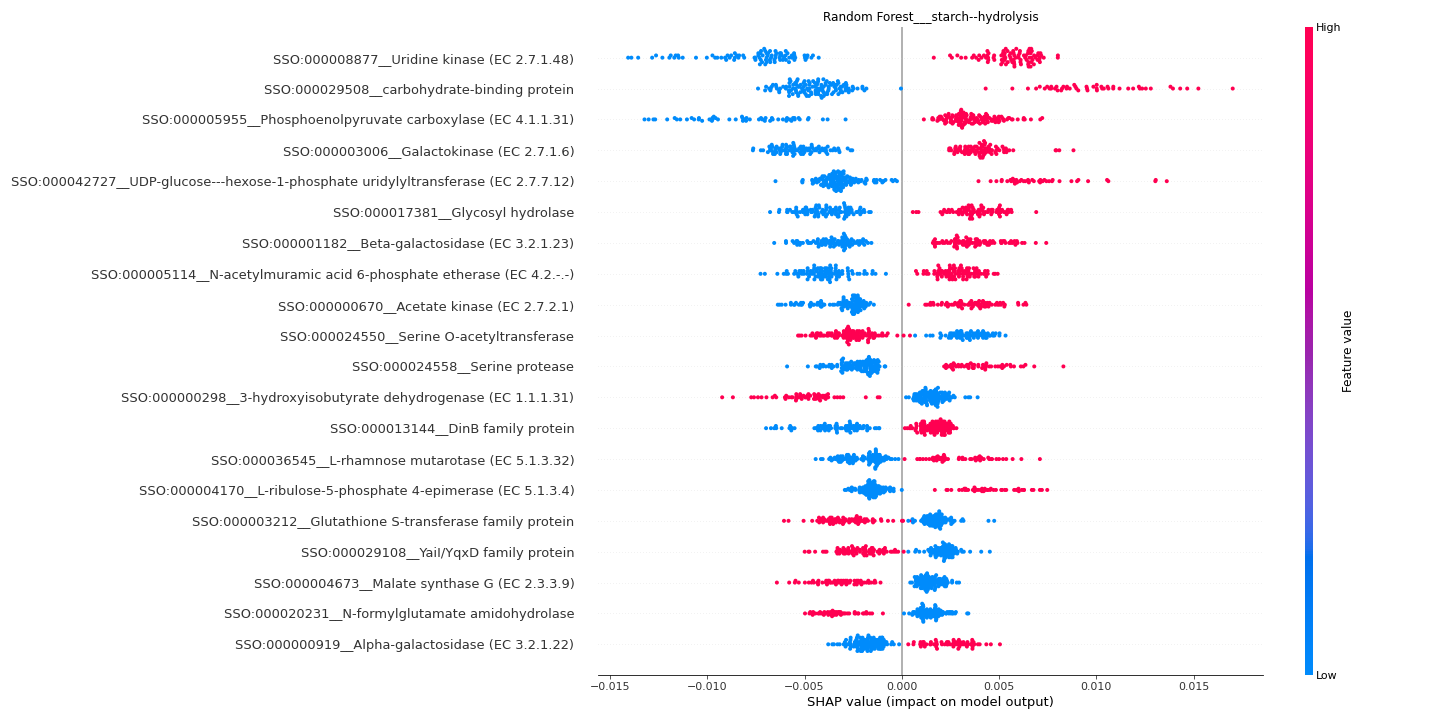 Random Forest___starch--hydrolysis
SSO:000008877__Uridine kinase (EC 2.7.1.48)
SSO:000029508__carbohydrate-binding protein
SSO:000005955__Phosphoenolpyruvate carboxylase (EC 4.1.1.31)
SSO:000003006__Galactokinase (EC 2.7.1.6)
SSO:000042727__UDP-glucose---hexose-1-phosphate uridylyltransferase (EC 2.7.7.12)
SSO:000017381__Glycosyl hydrolase
SSO:000001182__Beta-galactosidase (EC 3.2.1.23)
SSO:000005114__N-acetylmuramic acid 6-phosphate etherase (EC 4.2.-.-)
SSO:000000670__Acetate kinase (EC 2.7.2.1)
SSO:000024550__Serine O-acetyltransferase
SSO:000024558__Serine protease
SSO:000000298__3-hydroxyisobutyrate dehydrogenase (EC 1.1.1.31)
SSO:000013144__DinB family protein
SSO:000036545__L-rhamnose mutarotase (EC 5.1.3.32)
SSO:000004170__L-ribulose-5-phosphate 4-epimerase (EC 5.1.3.4)
SSO:000003212__Glutathione S-transferase family protein
SSO:000029108__YaiI/YqxD family protein
SSO:000004673__Malate synthase G (EC 2.3.3.9)
SSO:000020231__N-formylglutamate amidohydrolase
SSO:000000919__Alpha-galactosidase (EC 3.2.1.22)
−0.015 −0.010 −0.005 0.000 0.005 0.010 0.015
SHAP value (impact on model output)
High
Feature value
Low